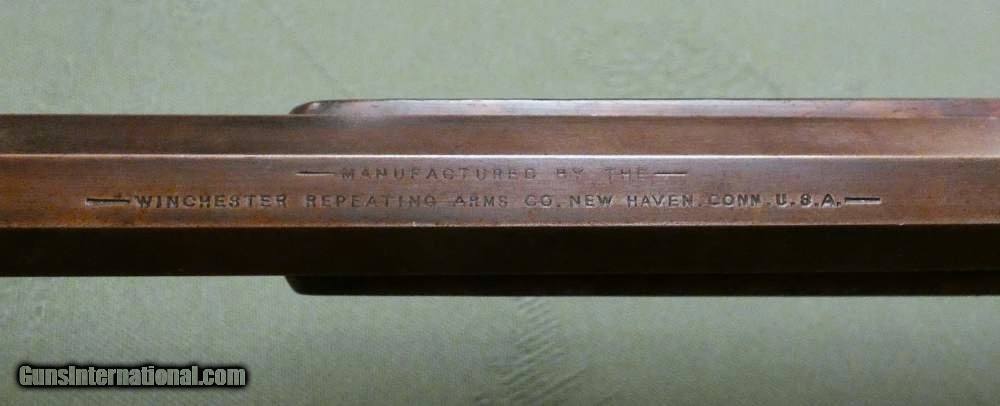 — MANUFACTURED BY THE —
— WINCHESTER REPEATING ARMS CO. NEW HAVEN. CONN. U.S.A. —
GunsInternational.com